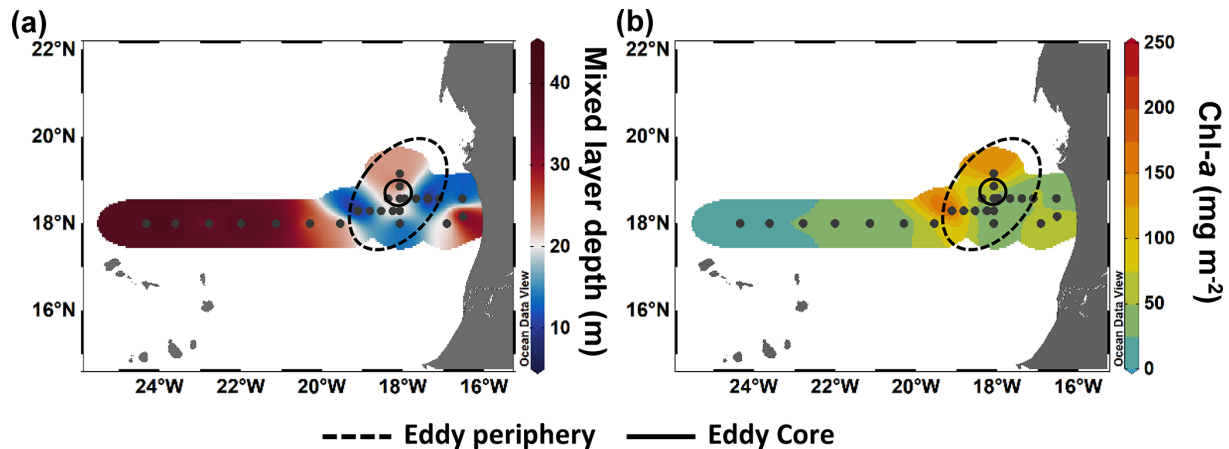 (a)
22°N
20°N
18°N
16°N
24°W 22°W 20°W 18°W 16°W
40
30
20
10
Mixed layer depth (m)
Ocean Data View
(b)
22°N
20°N
18°N
16°N
24°W 22°W 20°W 18°W 16°W
250
200
150
100
50
0
Chl-a (mg m-2)
Ocean Data View
Eddy periphery Eddy Core